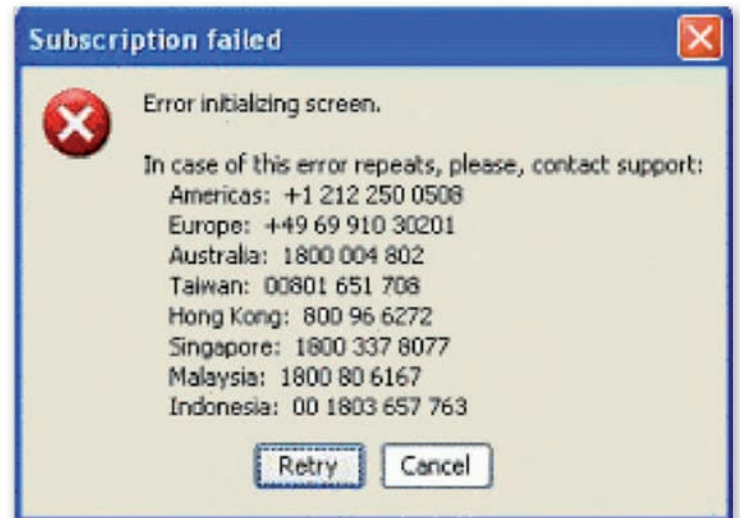 Subscription failed
Error initializing screen.
In case of this error repeats, please, contact support:
Americas: +1 212 250 0508
Europe: +49 69 910 30201
Australia: 1800 004 802
Taiwan: 00801 651 708
Hong Kong: 800 96 6272
Singapore: 1800 337 8077
Malaysia: 1800 80 6167
Indonesia: 00 1803 657 763
Retry Cancel